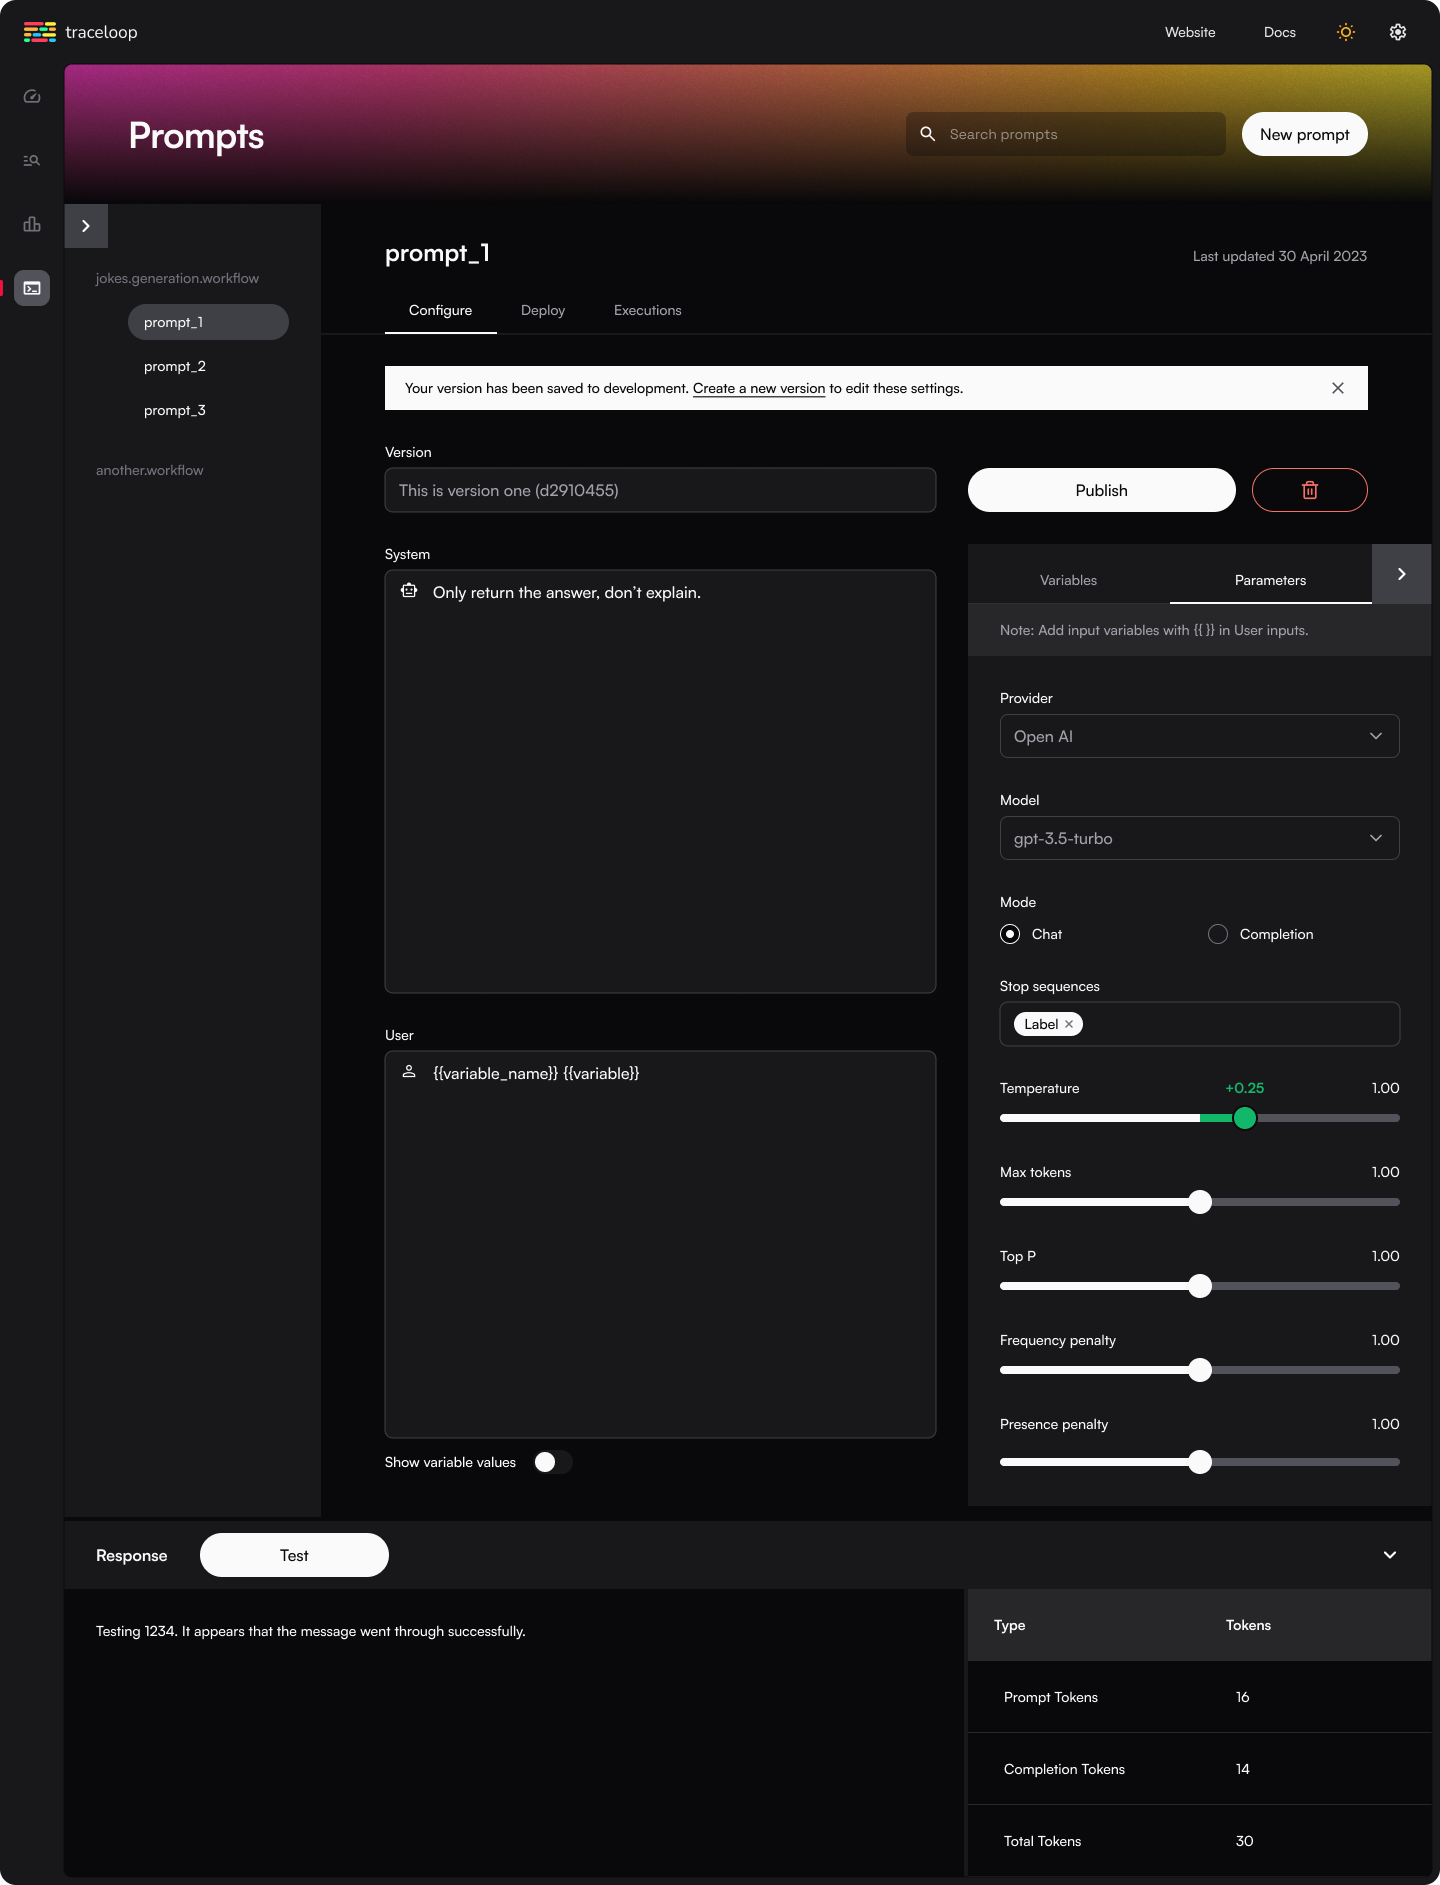 traceloop
Website
Docs
Prompts
Search prompts
New prompt
jokes.generation.workflow
prompt_1
prompt_2
prompt_3
another.workflow
prompt_1
Last updated 30 April 2023
Configure
Deploy
Executions
Your version has been saved to development. Create a new version to edit these settings.
Version
This is version one (d2910455)
Publish
System
Only return the answer, don’t explain.
User
{{variable_name}} {{variable}}
Show variable values
Variables
Parameters
Note: Add input variables with {{ }} in User inputs.
Provider
Open AI
Model
gpt-3.5-turbo
Mode
Chat
Completion
Stop sequences
Label
Temperature
+0.25
1.00
Max tokens
1.00
Top P
1.00
Frequency penalty
1.00
Presence penalty
1.00
Response
Test
Testing 1234. It appears that the message went through successfully.
Type
Tokens
Prompt Tokens
16
Completion Tokens
14
Total Tokens
30